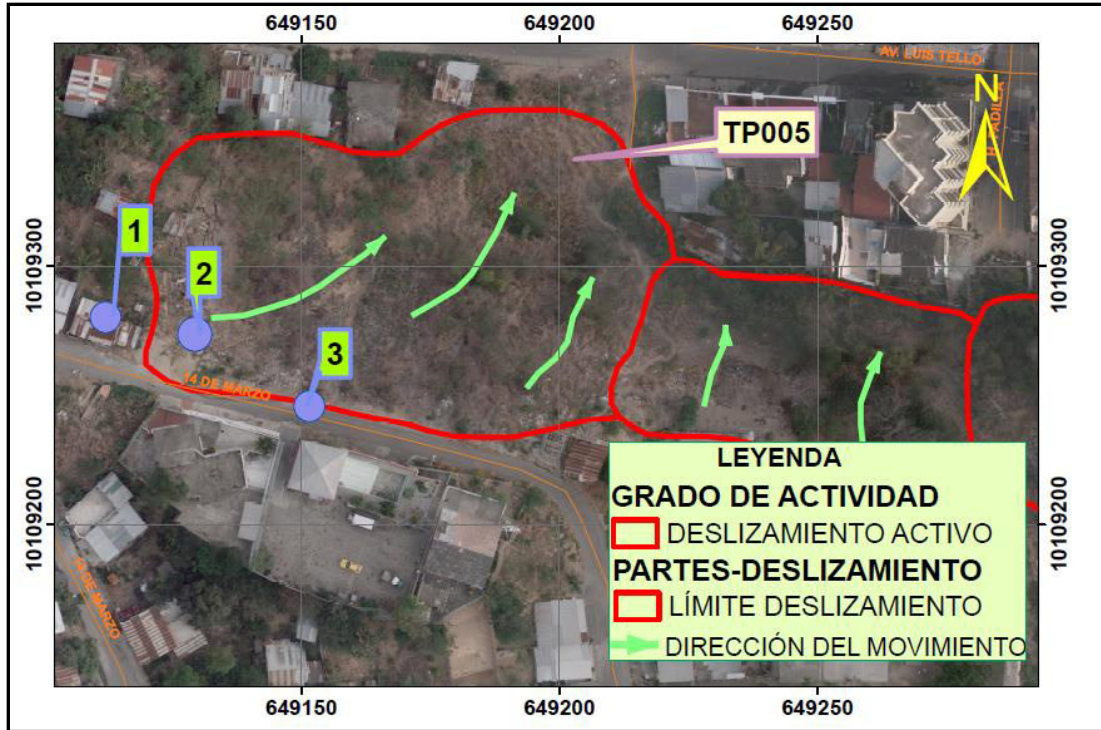 649150 649200 649250
AV. LUIS TELLO
N
H. PADILLA
TP005
1
10109300
10109300
2
3
14 DE MARZO
LEYENDA
GRADO DE ACTIVIDAD
DESLIZAMIENTO ACTIVO
PARTES-DESLIZAMIENTO
LÍMITE DESLIZAMIENTO
DIRECCIÓN DEL MOVIMIENTO
10109200
10109200
DE MARZO
649150 649200 649250